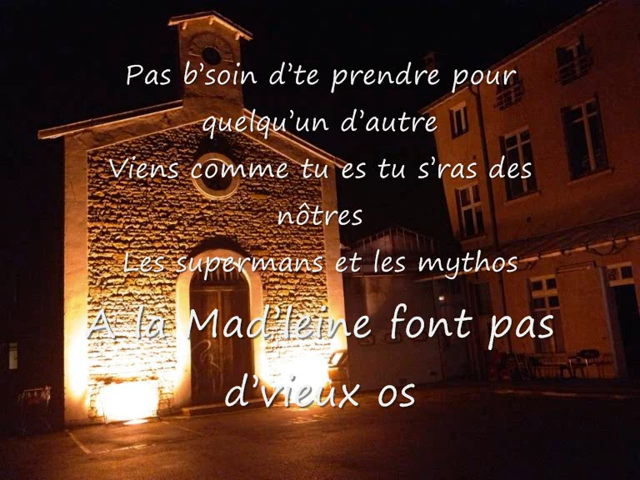 Pas b’soin d’te prendre pour
quelqu’un d’autre
Viens comme tu es tu s’ras des
nôtres
Les supermans et les mythos
A la Mad’leine font pas
d’vieux os